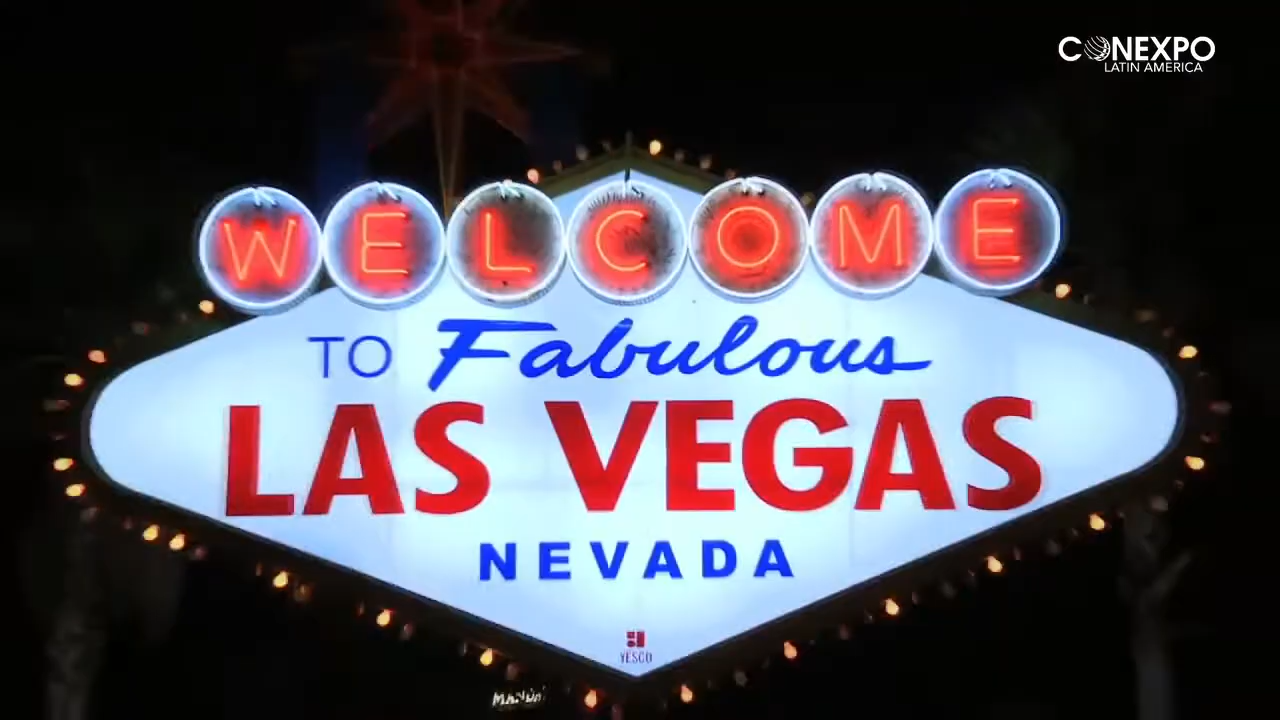 CONEXPO
LATIN AMERICA
WELCOME
TO Fabulous
LAS VEGAS
NEVADA
YESCO